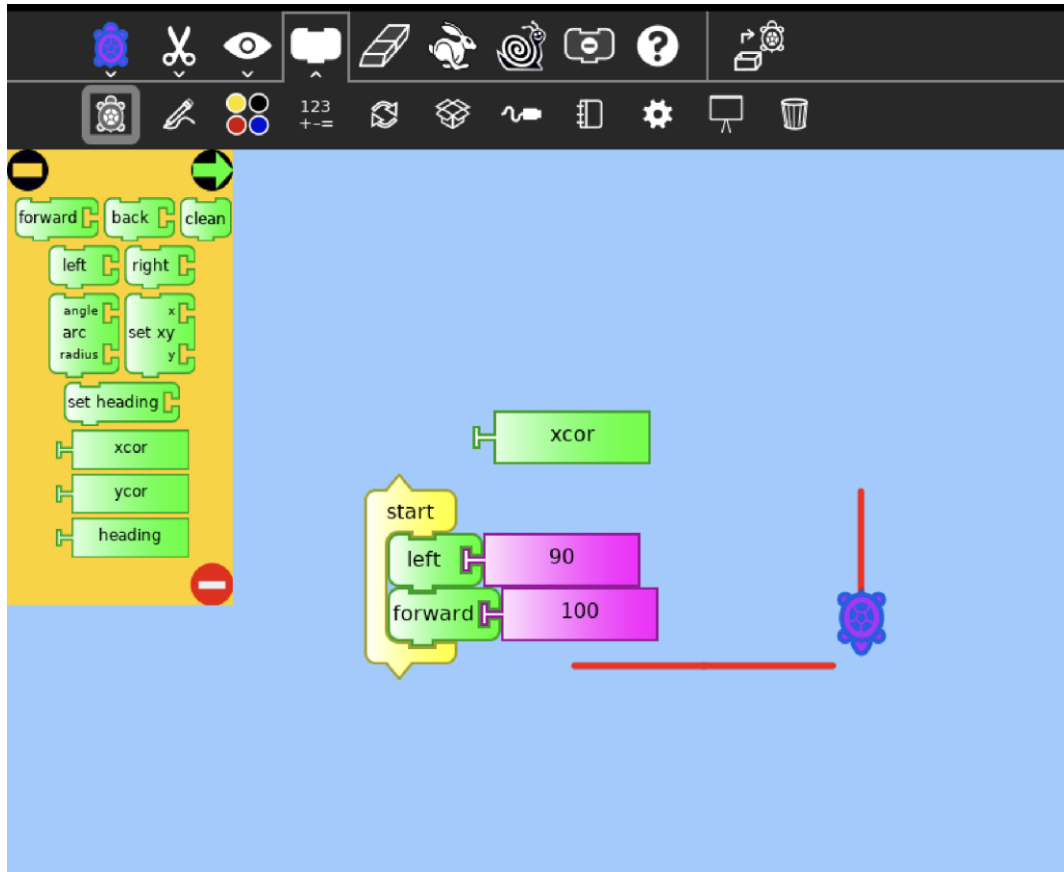 123
+-=
forward back clean
left right
angle
arc
radius
x
set xy
y
set heading
xcor
ycor
heading
xcor
start
left 90
forward 100